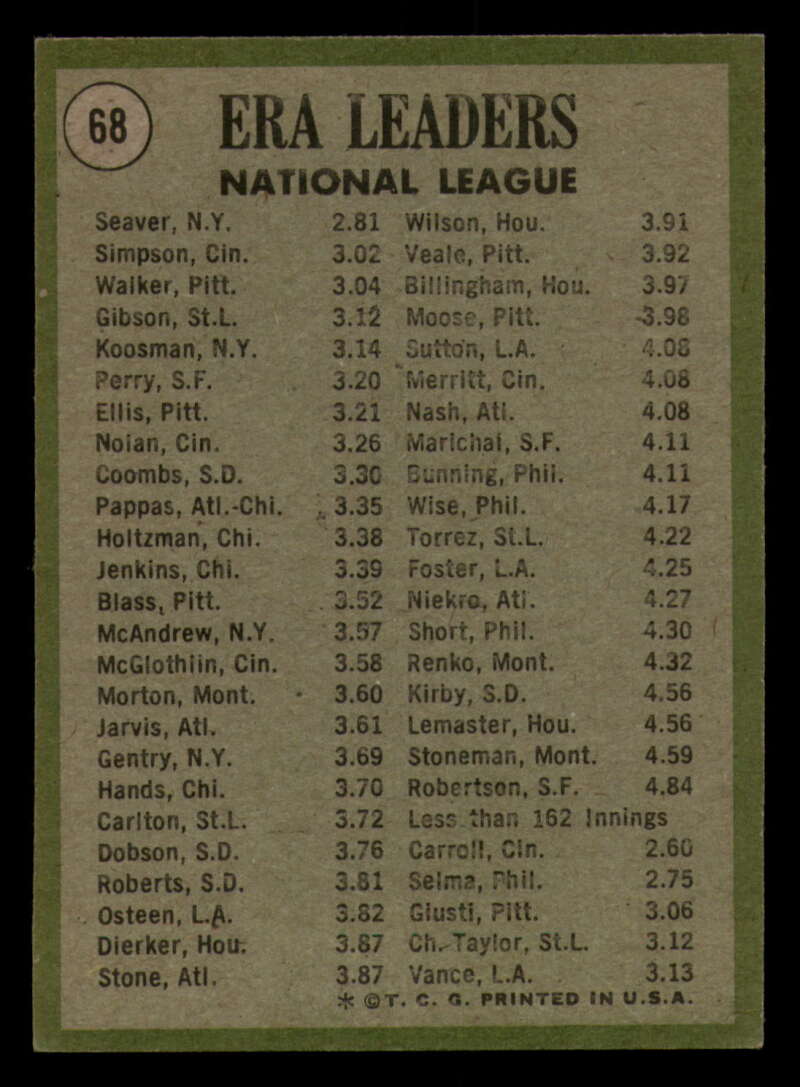 68
ERA LEADERS
NATIONAL LEAGUE
Seaver, N.Y. 2.81
Simpson, Cin. 3.02
Walker, Pitt. 3.04
Gibson, St.L. 3.12
Koosman, N.Y. 3.14
Perry, S.F. 3.20
Ellis, Pitt. 3.21
Nolan, Cin. 3.26
Coombs, S.D. 3.30
Pappas, Atl.-Chi. 3.35
Holtzman, Chi. 3.38
Jenkins, Chi. 3.39
Blass, Pitt. 3.52
McAndrew, N.Y. 3.57
McGlothlin, Cin. 3.58
Morton, Mont. 3.60
Jarvis, Atl. 3.61
Gentry, N.Y. 3.69
Hands, Chi. 3.70
Carlton, St.L. 3.72
Dobson, S.D. 3.76
Roberts, S.D. 3.81
Osteen, L.A. 3.82
Dierker, Hou. 3.87
Stone, Atl. 3.87
Wilson, Hou. 3.91
Veale, Pitt. 3.92
Billingham, Hou. 3.97
Moose, Pitt. 3.98
Sutton, L.A. 4.08
Merritt, Cin. 4.08
Nash, Atl. 4.08
Marichal, S.F. 4.11
Bunning, Phil. 4.11
Wise, Phil. 4.17
Torrez, St.L. 4.22
Foster, L.A. 4.25
Niekro, Atl. 4.27
Short, Phil. 4.30
Renko, Mont. 4.32
Kirby, S.D. 4.56
Lemaster, Hou. 4.56
Stoneman, Mont. 4.59
Robertson, S.F. 4.84
Less than 162 Innings
Carroll, Cin. 2.60
Selma, Phil. 2.75
Giusti, Pitt. 3.06
Ch. Taylor, St.L. 3.12
Vance, L.A. 3.13
* ©T. C. G. PRINTED IN U.S.A.